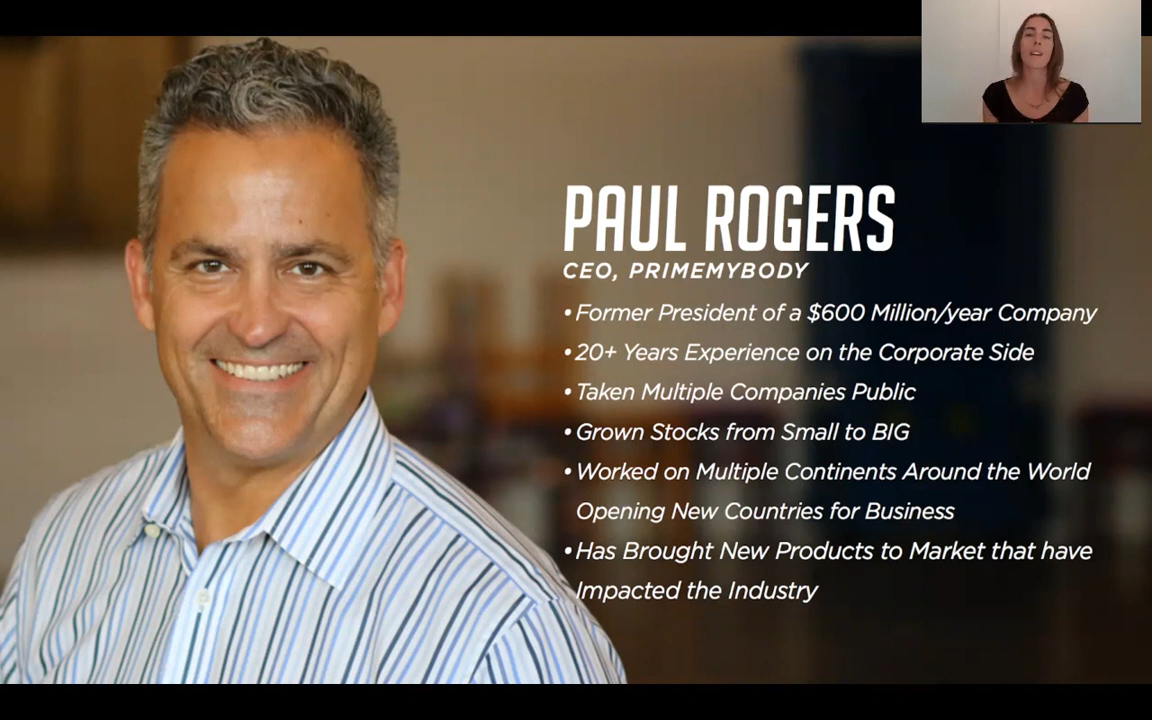 PAUL ROGERS
CEO, PRIMEMYBODY
• Former President of a $600 Million/year Company
• 20+ Years Experience on the Corporate Side
• Taken Multiple Companies Public
• Grown Stocks from Small to BIG
• Worked on Multiple Continents Around the World
Opening New Countries for Business
• Has Brought New Products to Market that have
Impacted the Industry